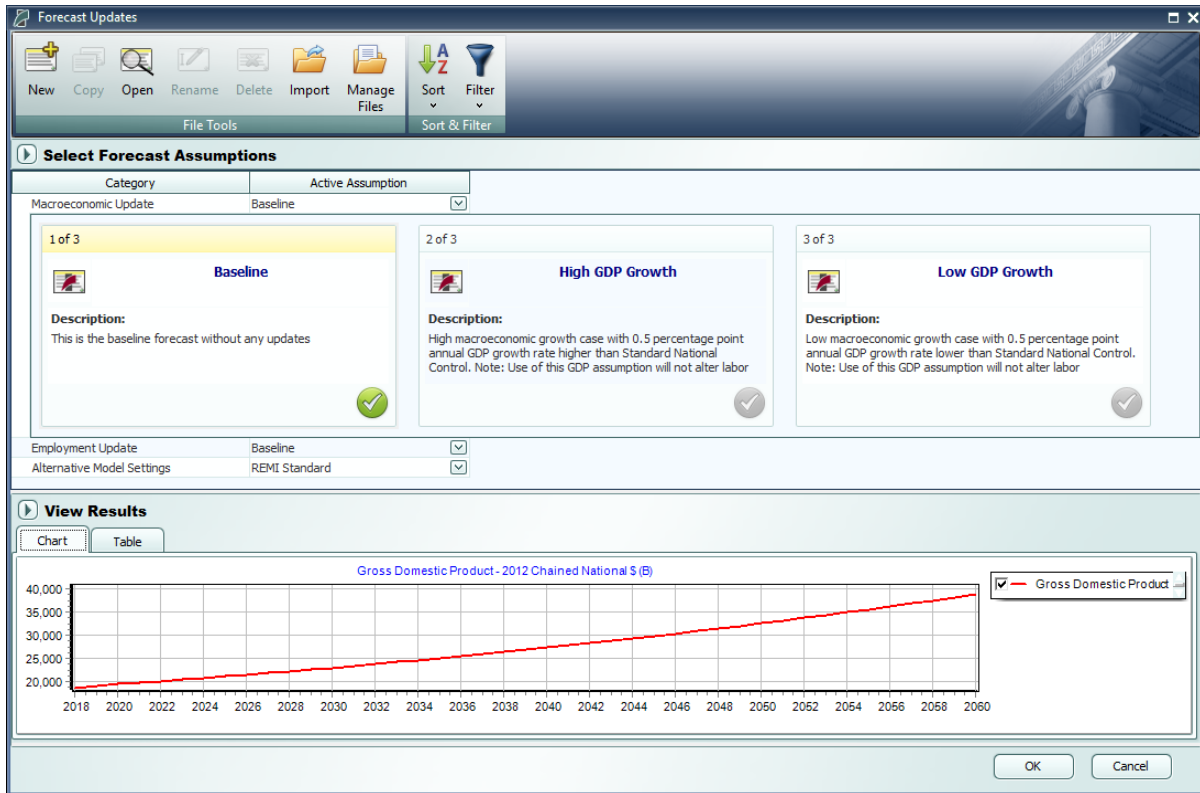 Forecast Updates
New Copy Open Rename Delete Import Manage Files Sort Filter
File Tools Sort & Filter
Select Forecast Assumptions
Category Active Assumption
Macroeconomic Update Baseline
1 of 3
Baseline
Description:
This is the baseline forecast without any updates
2 of 3
High GDP Growth
Description:
High macroeconomic growth case with 0.5 percentage point
annual GDP growth rate higher than Standard National
Control. Note: Use of this GDP assumption will not alter labor
3 of 3
Low GDP Growth
Description:
Low macroeconomic growth case with 0.5 percentage point
annual GDP growth rate lower than Standard National Control.
Note: Use of this GDP assumption will not alter labor
Employment Update Baseline
Alternative Model Settings REMI Standard
View Results
Chart Table
Gross Domestic Product - 2012 Chained National $ (B)
Gross Domestic Product
40,000
35,000
30,000
25,000
20,000
2018 2020 2022 2024 2026 2028 2030 2032 2034 2036 2038 2040 2042 2044 2046 2048 2050 2052 2054 2056 2058 2060
OK Cancel